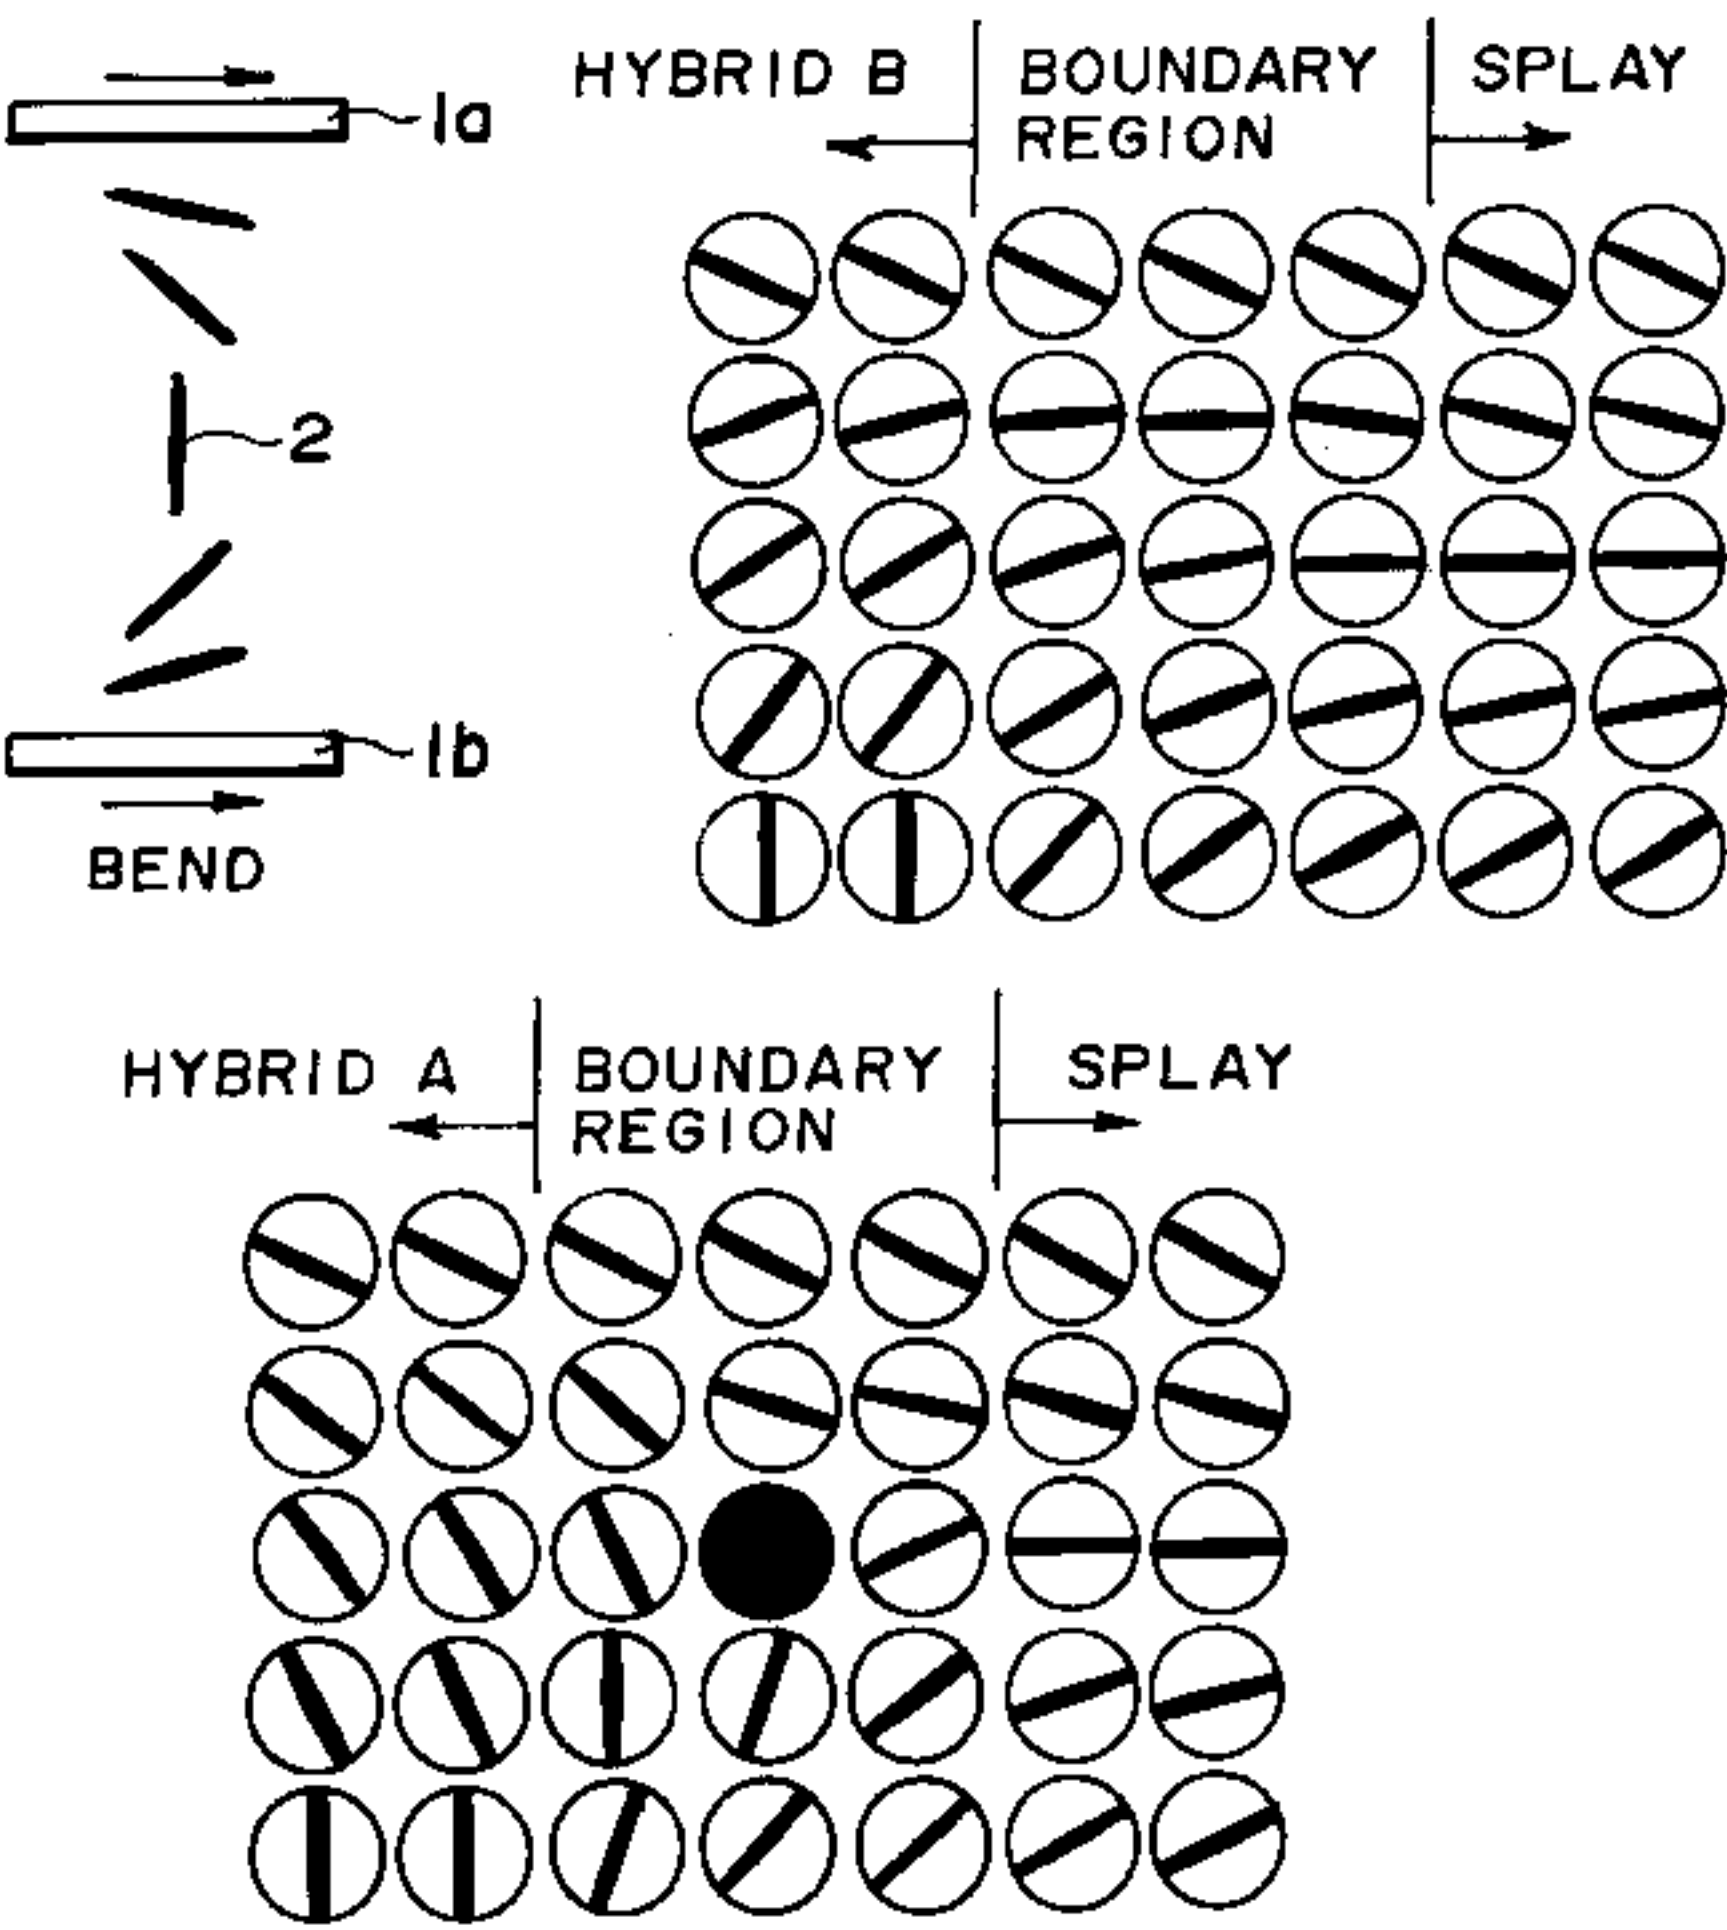 1a
2
1b
BEND
HYBRID B
BOUNDARY
REGION
SPLAY
HYBRID A
BOUNDARY
REGION
SPLAY